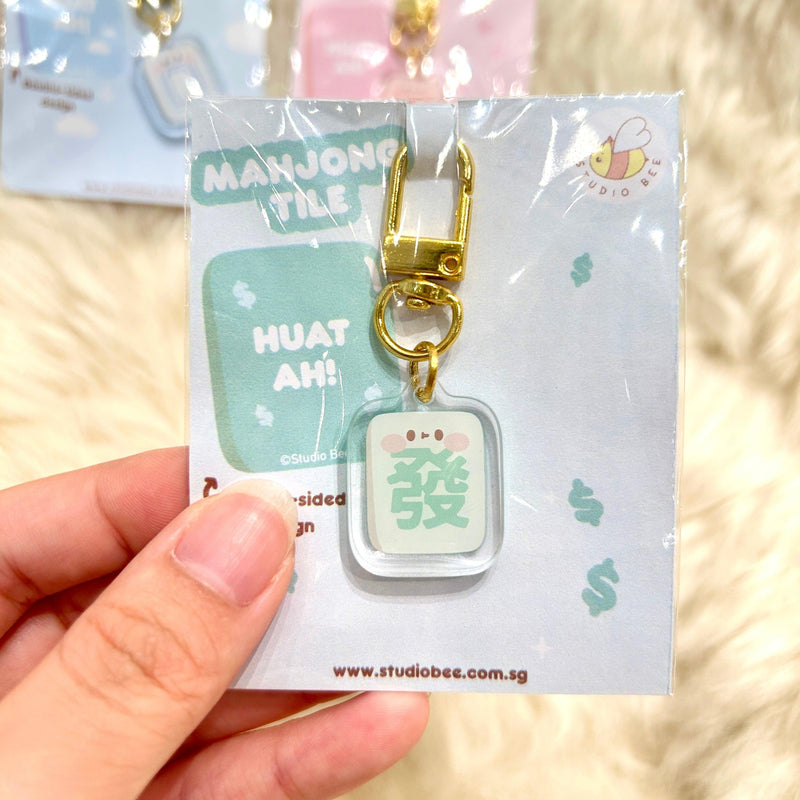 MAHJONG
TILE
STUDIO BEE
HUAT
AH!
©Studio Bee
-sided
發
www.studiobee.com.sg